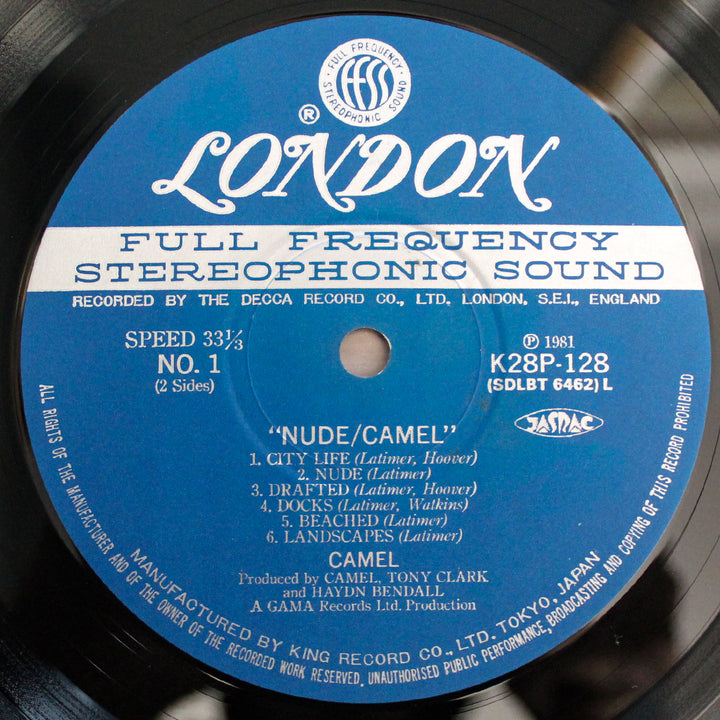 FULL FREQUENCY
FFSS
STEREOPHONIC SOUND
®
LONDON
FULL FREQUENCY
STEREOPHONIC SOUND
RECORDED BY THE DECCA RECORD CO., LTD. LONDON, S.E.I., ENGLAND
SPEED 33⅓
NO. 1
(2 Sides)
℗ 1981
K28P-128
(SDLBT 6462) L
JASRAC
"NUDE/CAMEL"
1. CITY LIFE (Latimer, Hoover)
2. NUDE (Latimer)
3. DRAFTED (Latimer, Hoover)
4. DOCKS (Latimer, Watkins)
5. BEACHED (Latimer)
6. LANDSCAPES (Latimer)
CAMEL
Produced by CAMEL, TONY CLARK
and HAYDN BENDALL
A GAMA Records Ltd. Production
MANUFACTURED BY KING RECORD CO., LTD. TOKYO, JAPAN
ALL RIGHTS OF THE MANUFACTURER AND OF THE OWNER OF THE RECORDED WORK RESERVED. UNAUTHORISED PUBLIC PERFORMANCE, BROADCASTING AND COPYING OF THIS RECORD PROHIBITED